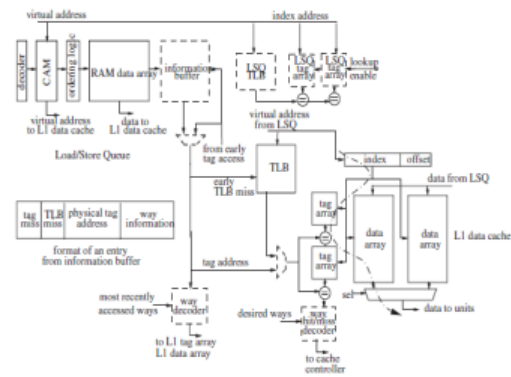 virtual address
index address
decoder
CAM
ordering logic
RAM data array
information
buffer
LSQ
TLB
LSQ
tag
array
LSQ
tag
array
lookup
enable
virtual address
to L1 data cache
data to
L1 data cache
Load/Store Queue
from early
tag access
virtual address
from LSQ
index
offset
TLB
early
TLB miss
data from LSQ
tag
miss
TLB
miss
physical tag
address
way
information
format of an entry
from information buffer
tag
array
tag
array
data
array
data
array
L1 data cache
tag address
sel
data to units
most recently
accessed ways
way
decoder
desired ways
way
hit/miss
decoder
to L1 tag array
L1 data array
to cache
controller